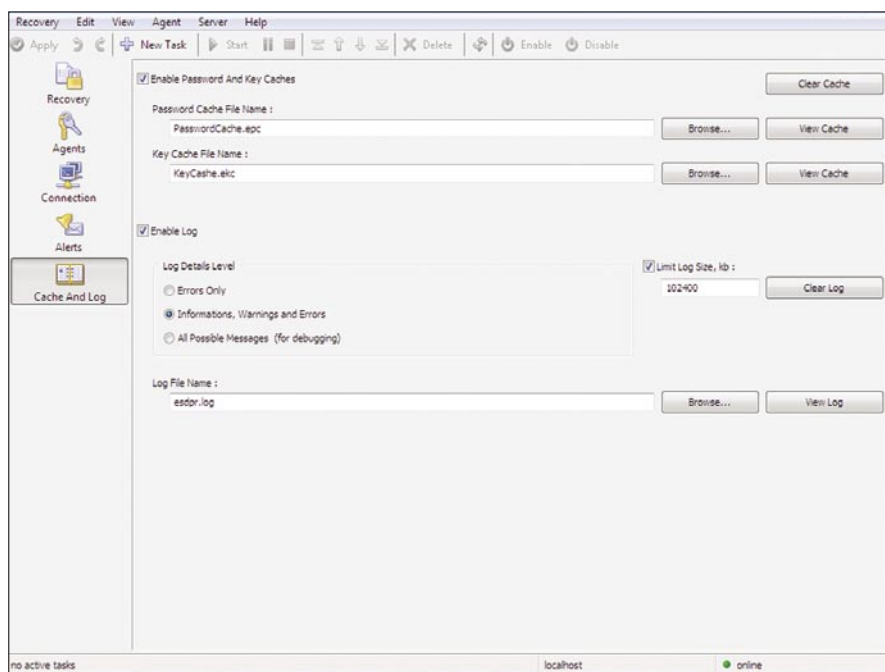 Recovery Edit View Agent Server Help
Apply New Task Start Delete Enable Disable
Recovery
Agents
Connection
Alerts
Cache And Log
Enable Password And Key Caches
Clear Cache
Password Cache File Name :
PasswordCache.epc Browse... View Cache
Key Cache File Name :
KeyCashe.ekc Browse... View Cache
Enable Log
Log Details Level
Limit Log Size, kb :
Errors Only
102400 Clear Log
Informations, Warnings and Errors
All Possible Messages (for debugging)
Log File Name :
esdpr.log Browse... View Log
no active tasks localhost online